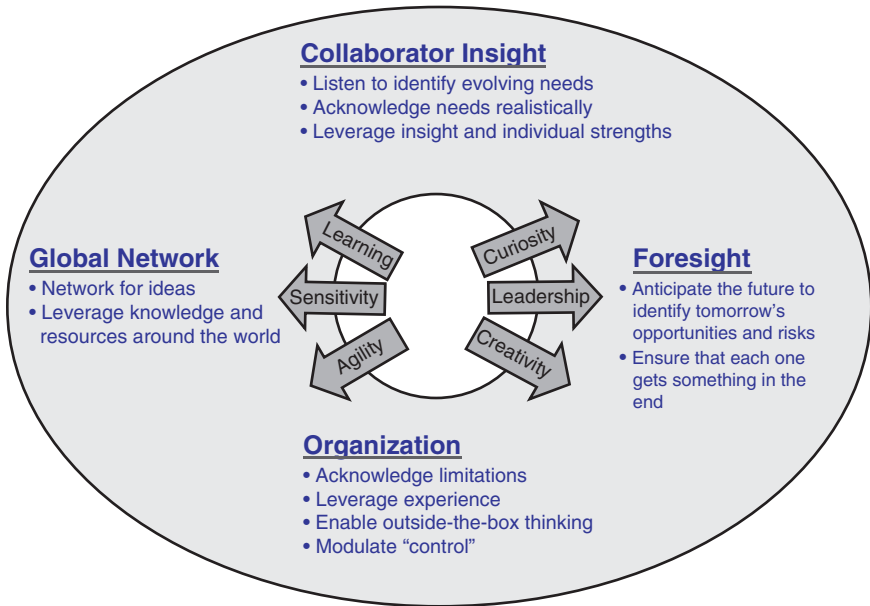 Collaborator Insight
• Listen to identify evolving needs
• Acknowledge needs realistically
• Leverage insight and individual strengths
Global Network
• Network for ideas
• Leverage knowledge and
resources around the world
Learning
Sensitivity
Agility
Curiosity
Leadership
Creativity
Foresight
• Anticipate the future to
identify tomorrow’s
opportunities and risks
• Ensure that each one
gets something in the
end
Organization
• Acknowledge limitations
• Leverage experience
• Enable outside-the-box thinking
• Modulate “control”